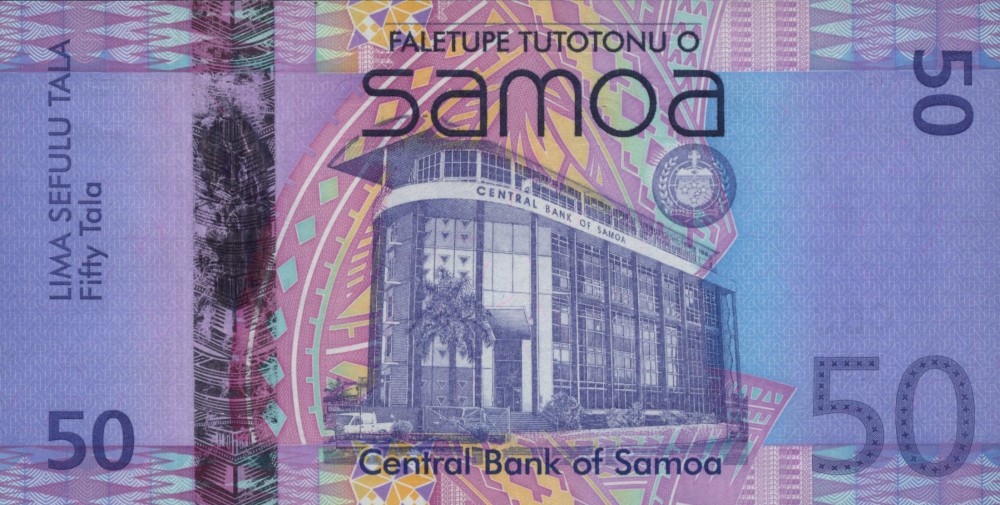 FALETUPE TUTOTONU O
samoa
50
LIMA SEFULU TALA
Fifty Tala
CENTRAL BANK OF SAMOA
50
50
Central Bank of Samoa